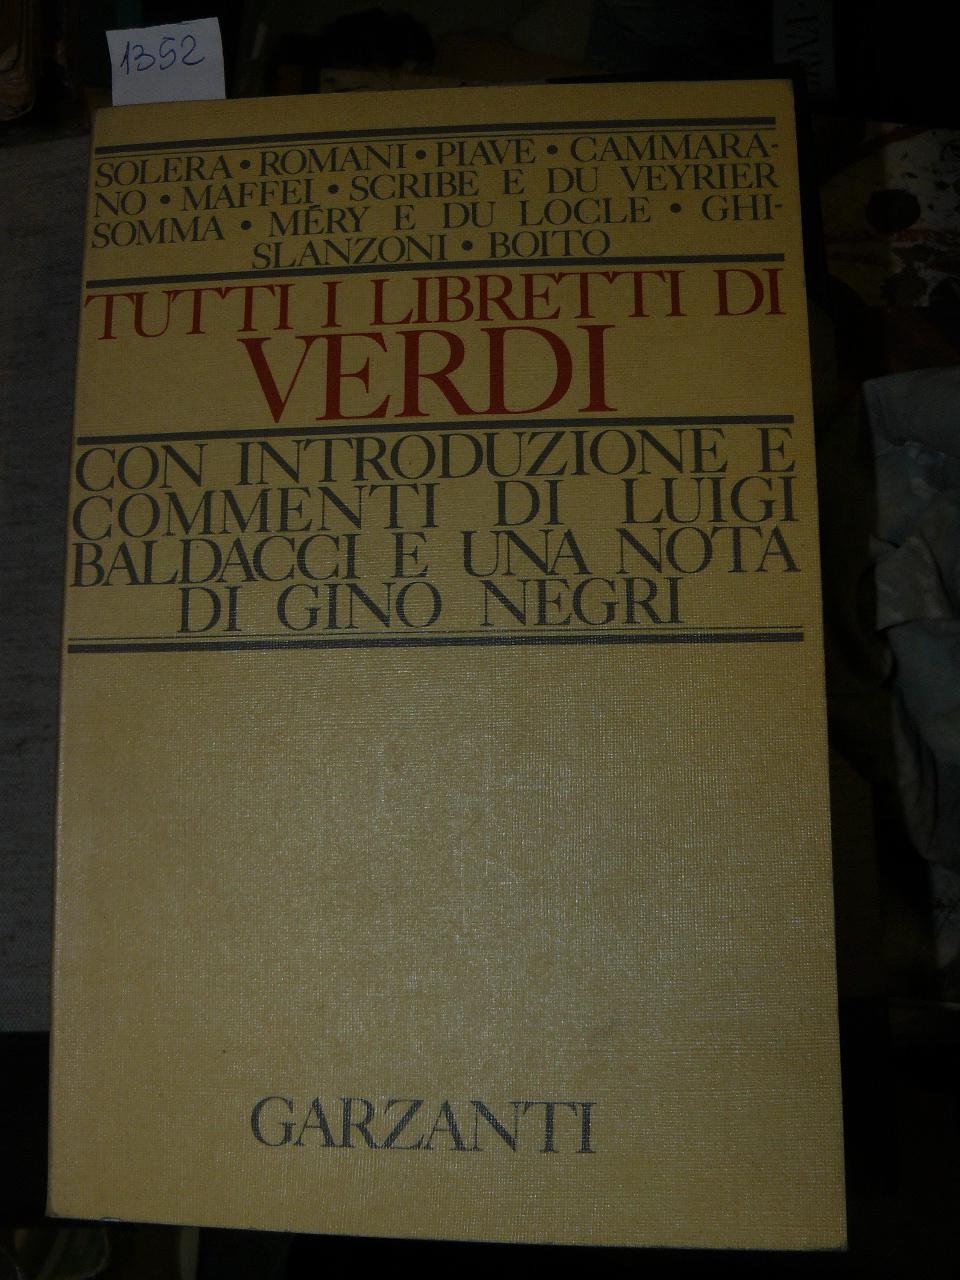 1352
SOLERA • ROMANI • PIAVE • CAMMARA-
NO • MAFFEI • SCRIBE E DU VEYRIER
SOMMA • MÉRY E DU LOCLE • GHI-
SLANZONI • BOITO
TUTTI I LIBRETTI DI
VERDI
CON INTRODUZIONE E
COMMENTI DI LUIGI
BALDACCI E UNA NOTA
DI GINO NEGRI
GARZANTI